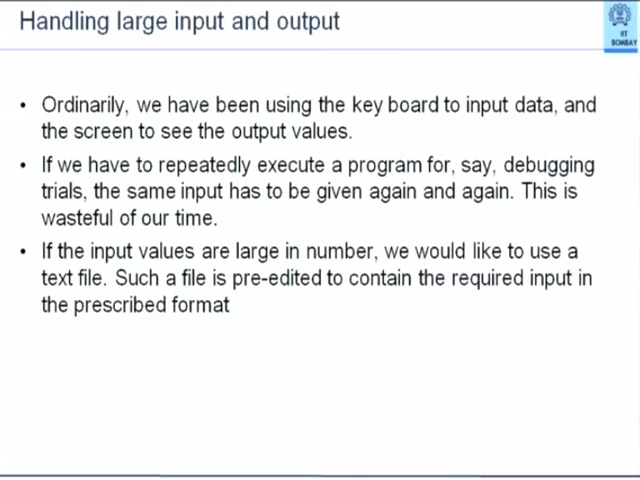 Handling large input and output
IIT
BOMBAY
• Ordinarily, we have been using the key board to input data, and
the screen to see the output values.
• If we have to repeatedly execute a program for, say, debugging
trials, the same input has to be given again and again. This is
wasteful of our time.
• If the input values are large in number, we would like to use a
text file. Such a file is pre-edited to contain the required input in
the prescribed format